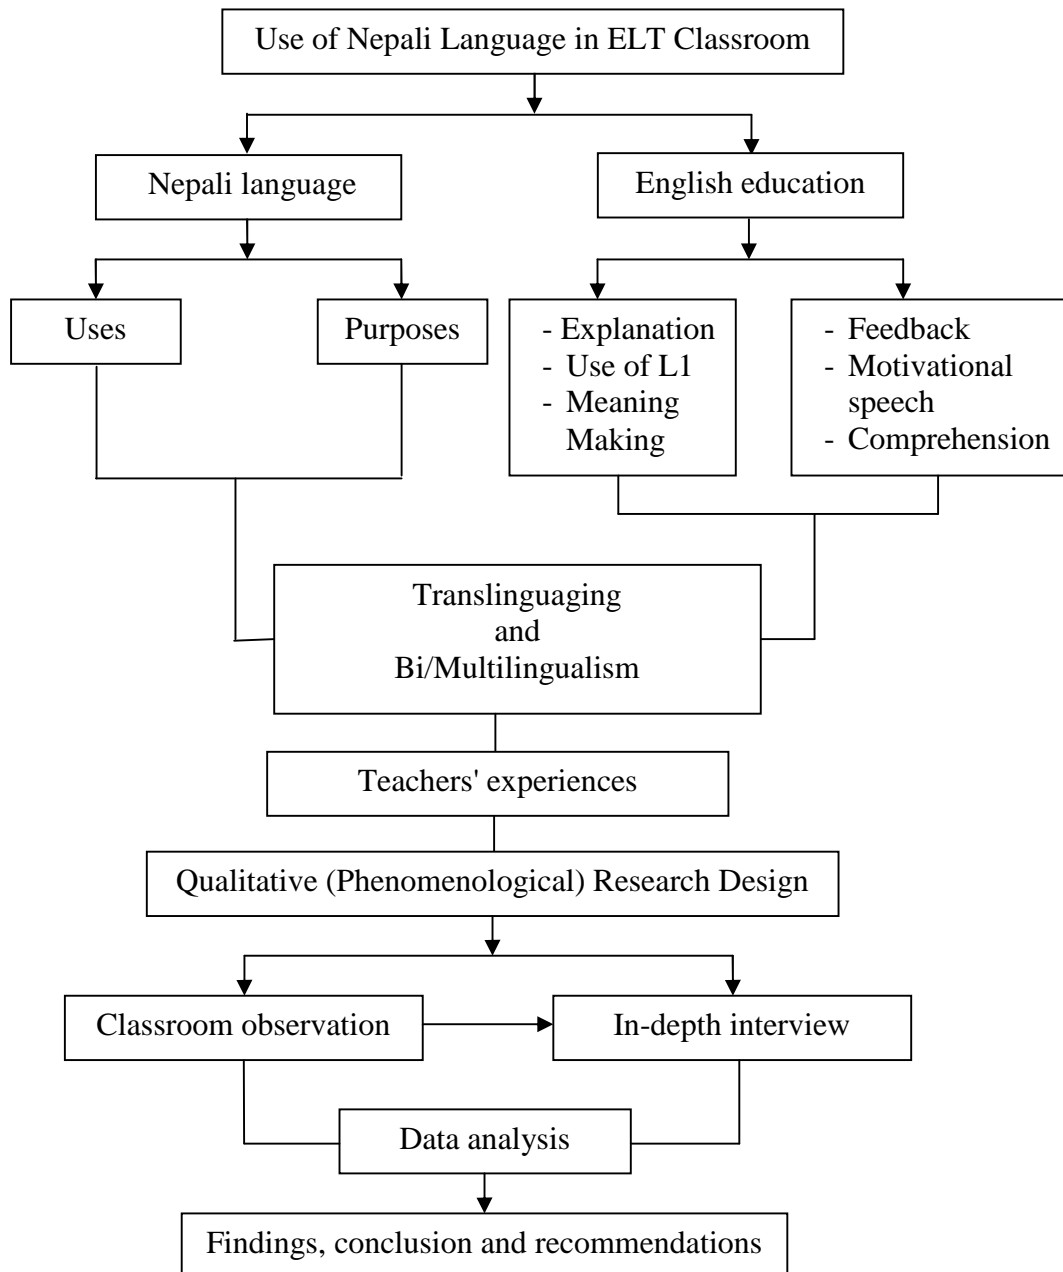 Use of Nepali Language in ELT Classroom
Nepali language
English education
Uses
Purposes
- Explanation
- Use of L1
- Meaning
Making
- Feedback
- Motivational
speech
- Comprehension
Translinguaging
and
Bi/Multilingualism
Teachers' experiences
Qualitative (Phenomenological) Research Design
Classroom observation
In-depth interview
Data analysis
Findings, conclusion and recommendations